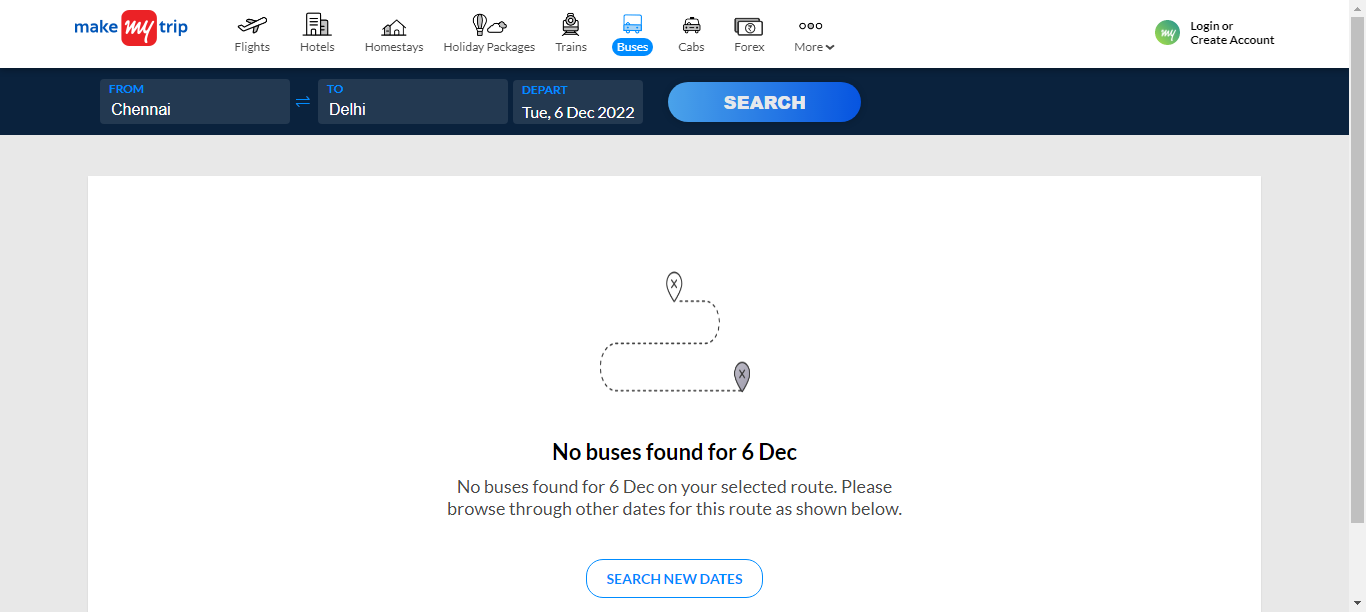 make my trip
Flights
Hotels
Homestays
Holiday Packages
Trains
Buses
Cabs
Forex
More
my
Login or
Create Account
FROM
Chennai
TO
Delhi
DEPART
Tue, 6 Dec 2022
SEARCH
X
X
No buses found for 6 Dec
No buses found for 6 Dec on your selected route. Please
browse through other dates for this route as shown below.
SEARCH NEW DATES